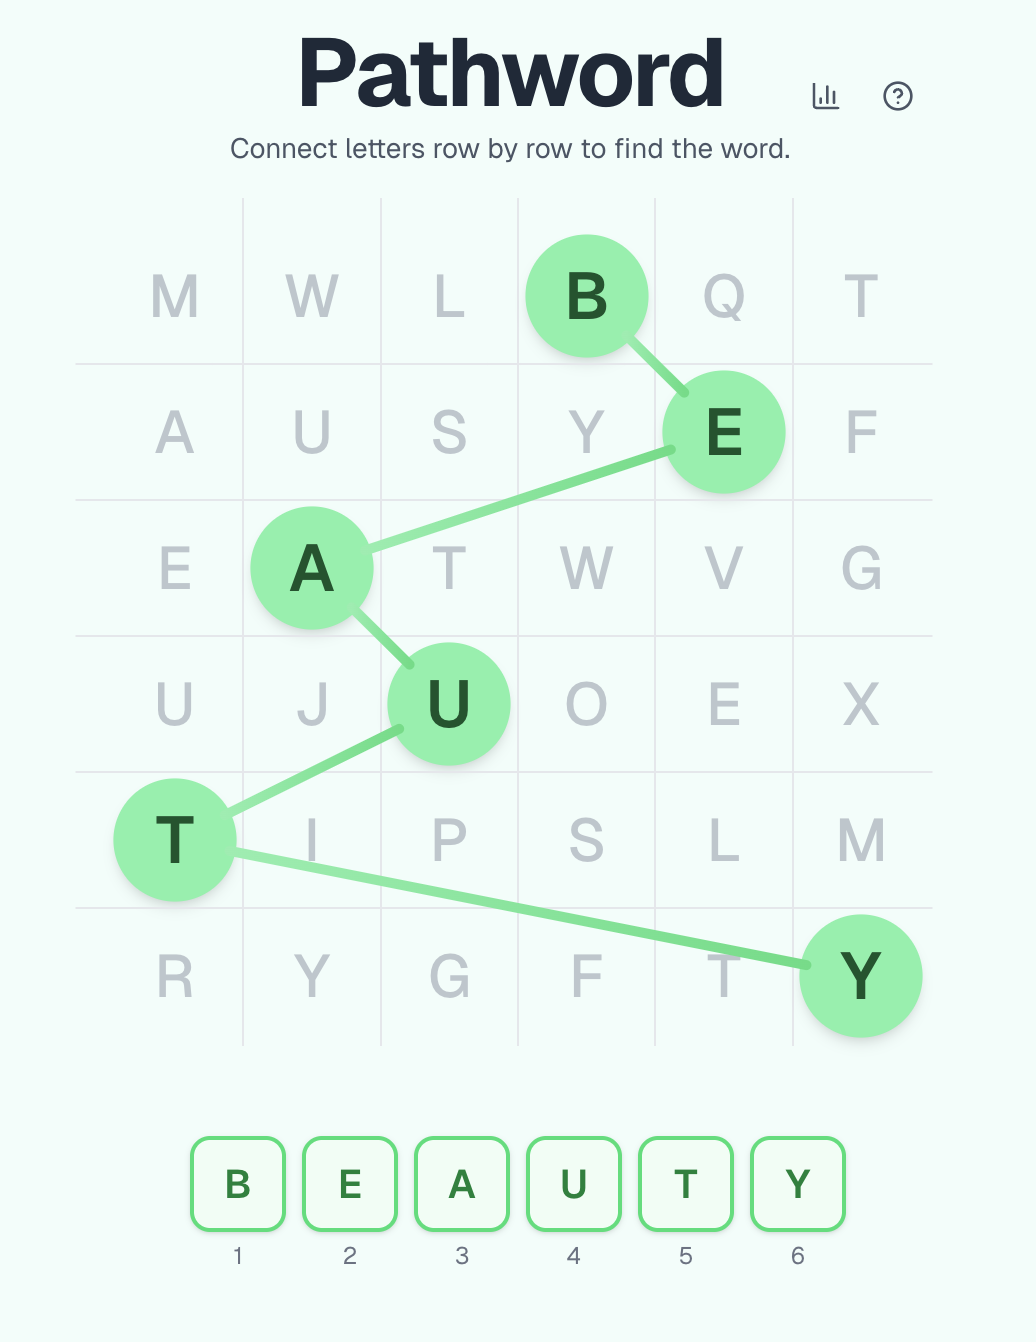 Pathword
Connect letters row by row to find the word.
M W L B Q T
A U S Y E F
E A T W V G
U J U O E X
T I P S L M
R Y G F T Y
B E A U T Y
1 2 3 4 5 6